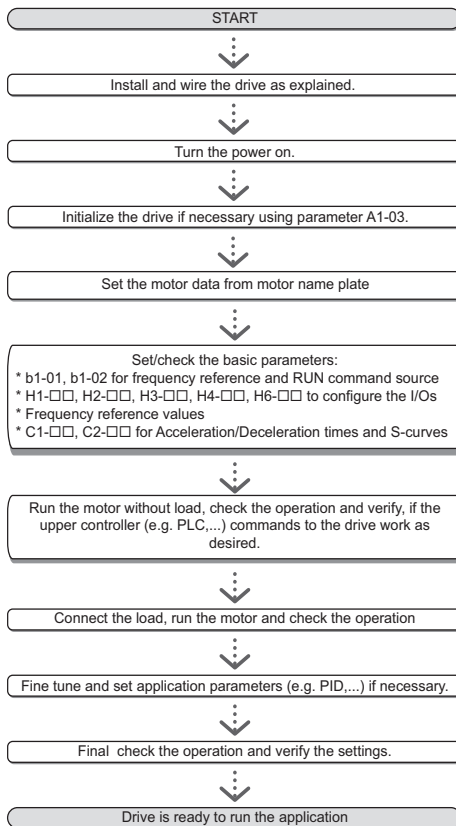 START
Install and wire the drive as explained.
Turn the power on.
Initialize the drive if necessary using parameter A1-03.
Set the motor data from motor name plate
Set/check the basic parameters:
* b1-01, b1-02 for frequency reference and RUN command source
* H1-□□, H2-□□, H3-□□, H4-□□, H6-□□ to configure the I/Os
* Frequency reference values
* C1-□□, C2-□□ for Acceleration/Deceleration times and S-curves
Run the motor without load, check the operation and verify, if the
upper controller (e.g. PLC,...) commands to the drive work as
desired.
Connect the load, run the motor and check the operation
Fine tune and set application parameters (e.g. PID,...) if necessary.
Final check the operation and verify the settings.
Drive is ready to run the application